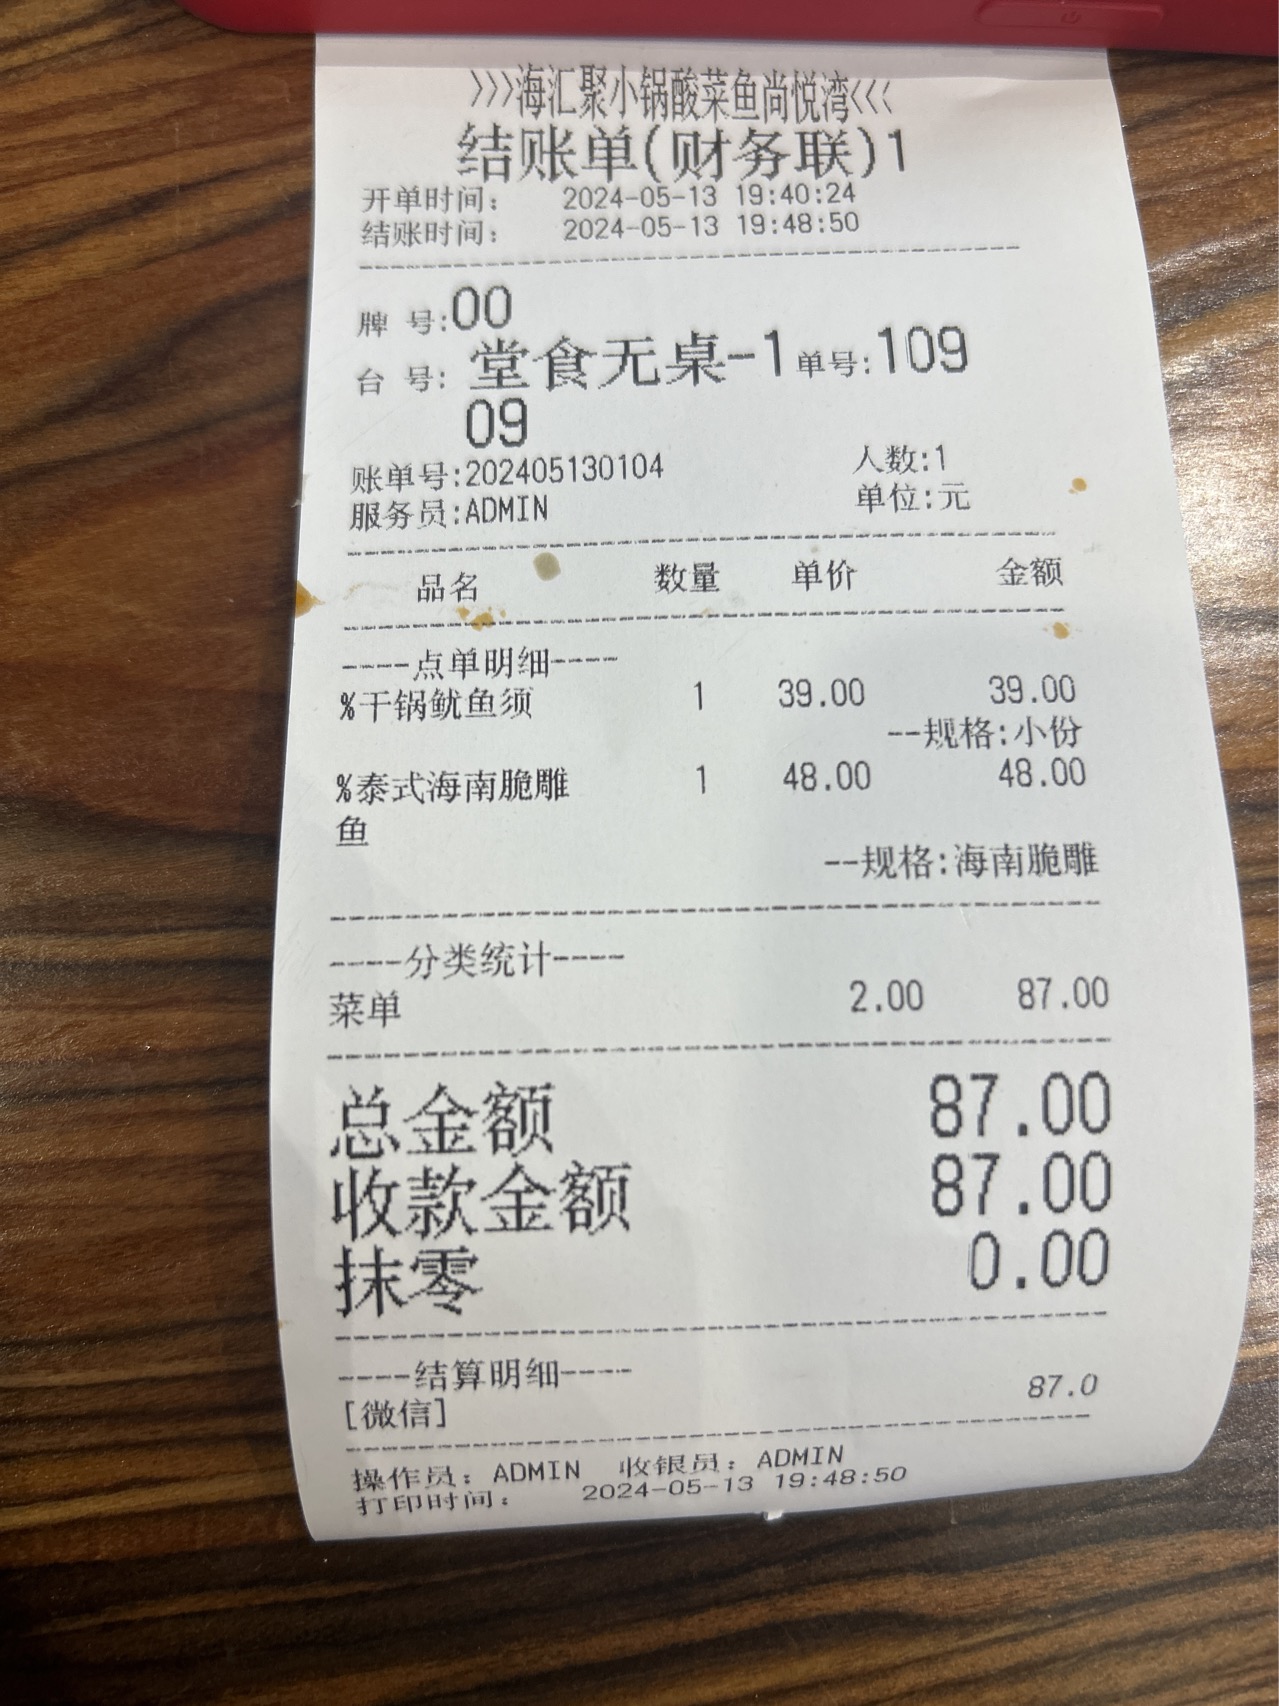 >>>海汇聚小锅酸菜鱼尚悦湾<<<
结账单(财务联)1
开单时间: 2024-05-13 19:40:24
结账时间: 2024-05-13 19:48:50
牌 号:00
台 号: 堂食无桌-1 单号:109
09
账单号:202405130104 人数:1
服务员:ADMIN 单位:元
品名 数量 单价 金额
----点单明细----
%干锅鱿鱼须 1 39.00 39.00
--规格:小份
%泰式海南脆雕 1 48.00 48.00
鱼
--规格:海南脆雕
----分类统计----
菜单 2.00 87.00
总金额 87.00
收款金额 87.00
抹零 0.00
----结算明细----
[微信] 87.0
操作员: ADMIN 收银员: ADMIN
打印时间: 2024-05-13 19:48:50